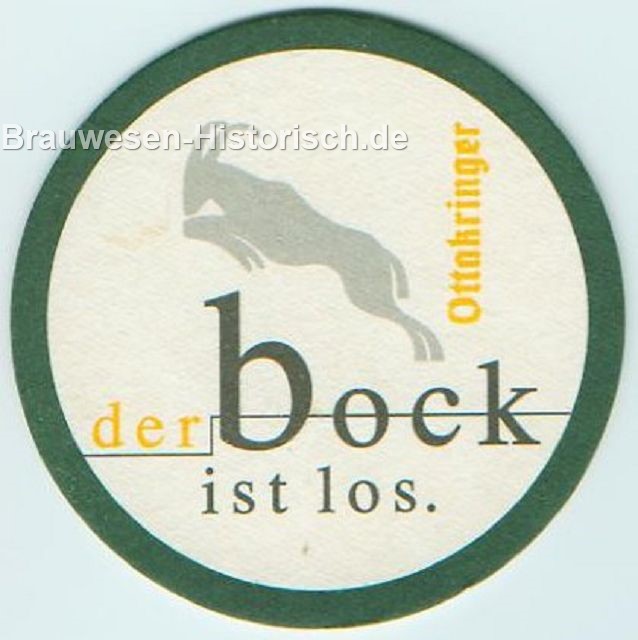 Brauwesen-Historisch.de
Ottakringer
der bock
ist los.